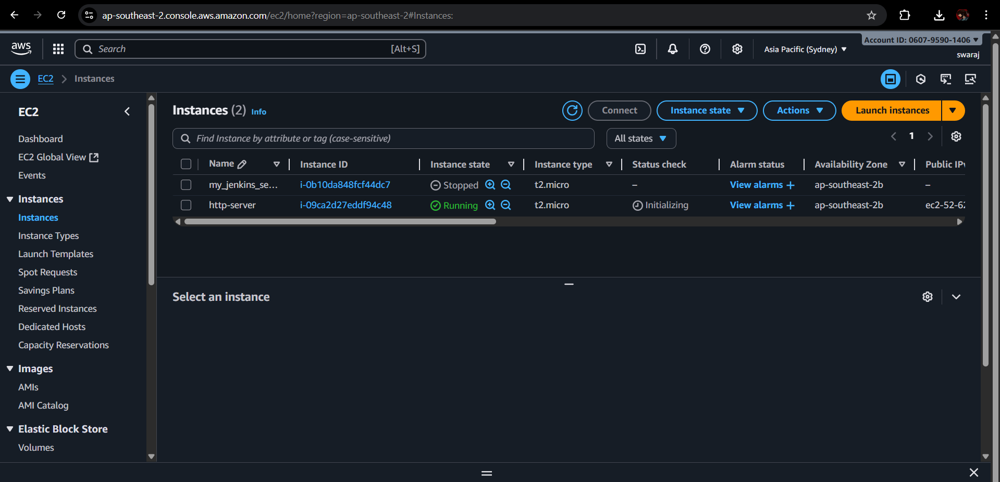 ap-southeast-2.console.aws.amazon.com/ec2/home?region=ap-southeast-2#Instances:
aws
Search
[Alt+S]
Asia Pacific (Sydney)
Account ID: 0607-9590-1406
swaraj
EC2
Instances
EC2
Dashboard
EC2 Global View
Events
Instances
Instances
Instance Types
Launch Templates
Spot Requests
Savings Plans
Reserved Instances
Dedicated Hosts
Capacity Reservations
Images
AMIs
AMI Catalog
Elastic Block Store
Volumes
Instances (2) Info
Connect
Instance state
Actions
Launch instances
Find Instance by attribute or tag (case-sensitive)
All states
1
Name Instance ID Instance state Instance type Status check Alarm status Availability Zone Public IPv
my_jenkins_se... i-0b10da848fcf44dc7 Stopped t2.micro – View alarms + ap-southeast-2b –
http-server i-09ca2d27eddf94c48 Running t2.micro Initializing View alarms + ap-southeast-2b ec2-52-62
Select an instance